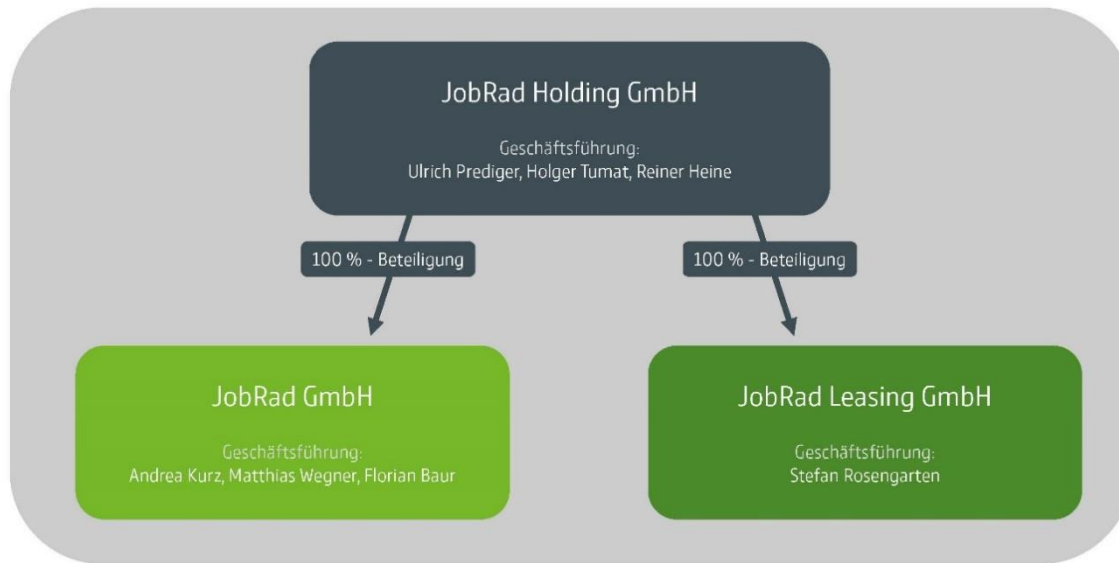 JobRad Holding GmbH
Geschäftsführung:
Ulrich Prediger, Holger Tumat, Reiner Heine
100 % - Beteiligung
100 % - Beteiligung
JobRad GmbH
Geschäftsführung:
Andrea Kurz, Matthias Wegner, Florian Baur
JobRad Leasing GmbH
Geschäftsführung:
Stefan Rosengarten